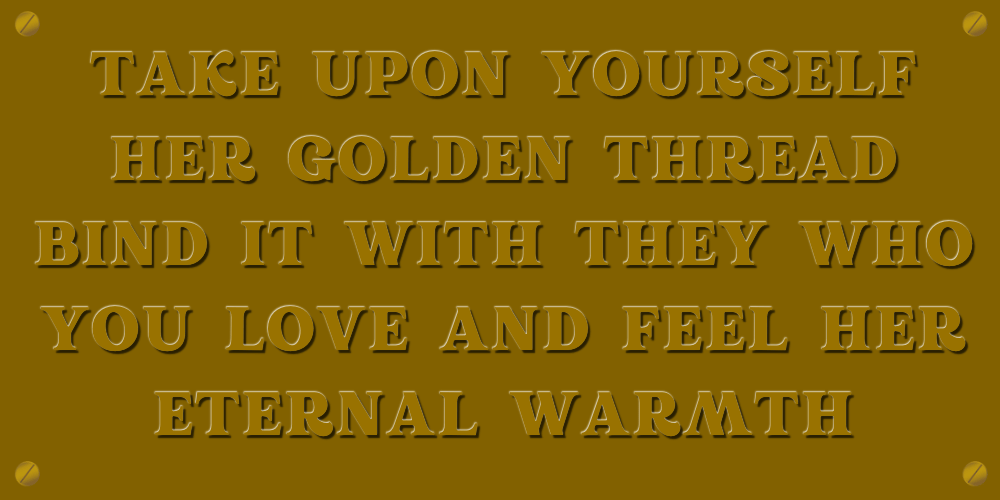 TAKE UPON YOURSELF
HER GOLDEN THREAD
BIND IT WITH THEY WHO
YOU LOVE AND FEEL HER
ETERNAL WARMTH